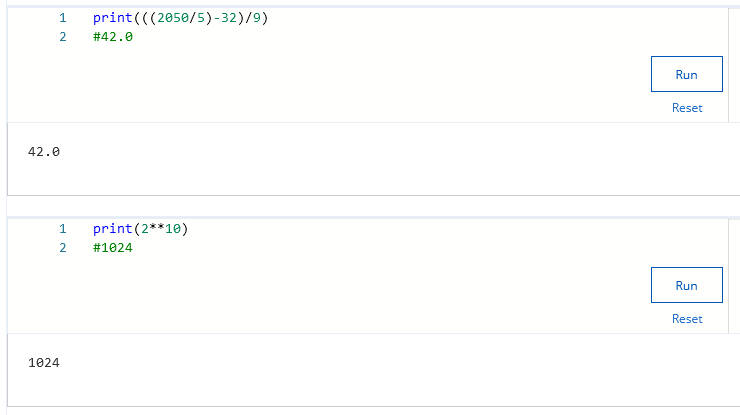 1 print(((2050/5)-32)/9)
2 #42.0
Run
Reset
42.0
1 print(2**10)
2 #1024
Run
Reset
1024